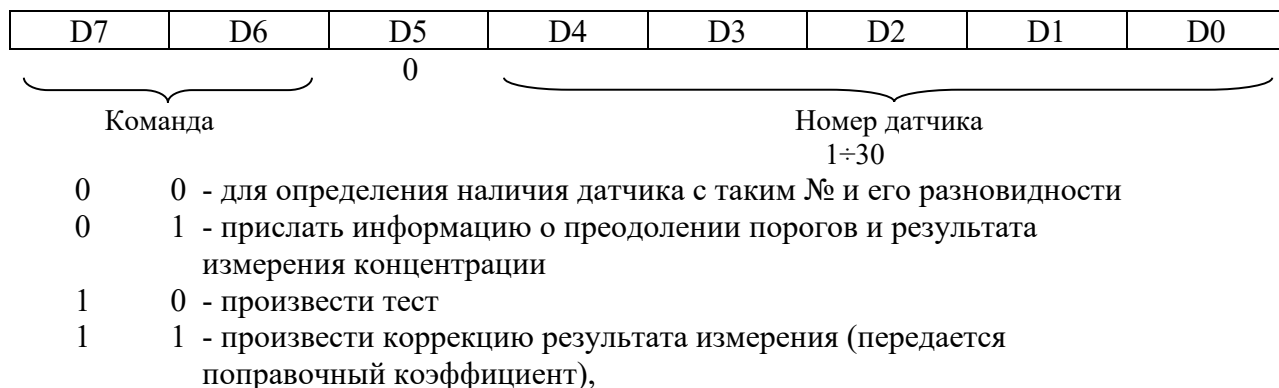 D7 D6 D5 D4 D3 D2 D1 D0
0
Команда Номер датчика
1÷30
0 0 - для определения наличия датчика с таким № и его разновидности
0 1 - прислать информацию о преодолении порогов и результата
измерения концентрации
1 0 - произвести тест
1 1 - произвести коррекцию результата измерения (передается
поправочный коэффициент),